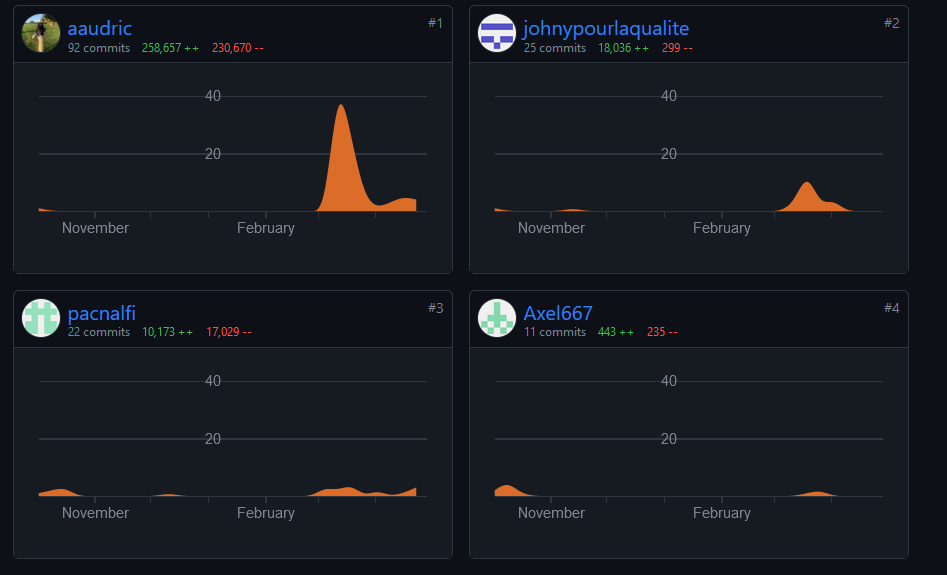 aaudric #1
92 commits 258,657 ++ 230,670 --
40
20
November February
johnypourlaqualite #2
25 commits 18,036 ++ 299 --
40
20
November February
pacnalfi #3
22 commits 10,173 ++ 17,029 --
40
20
November February
Axel667 #4
11 commits 443 ++ 235 --
40
20
November February